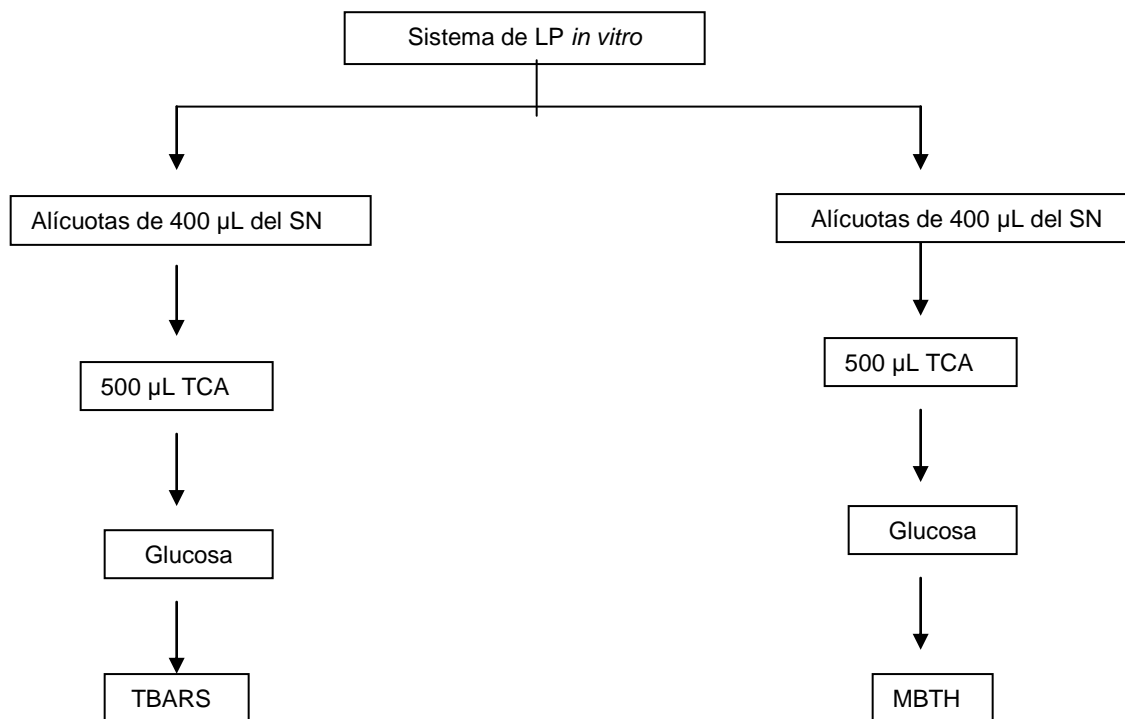 Sistema de LP in vitro
Alícuotas de 400 µL del SN
Alícuotas de 400 µL del SN
500 µL TCA
500 µL TCA
Glucosa
Glucosa
TBARS
MBTH